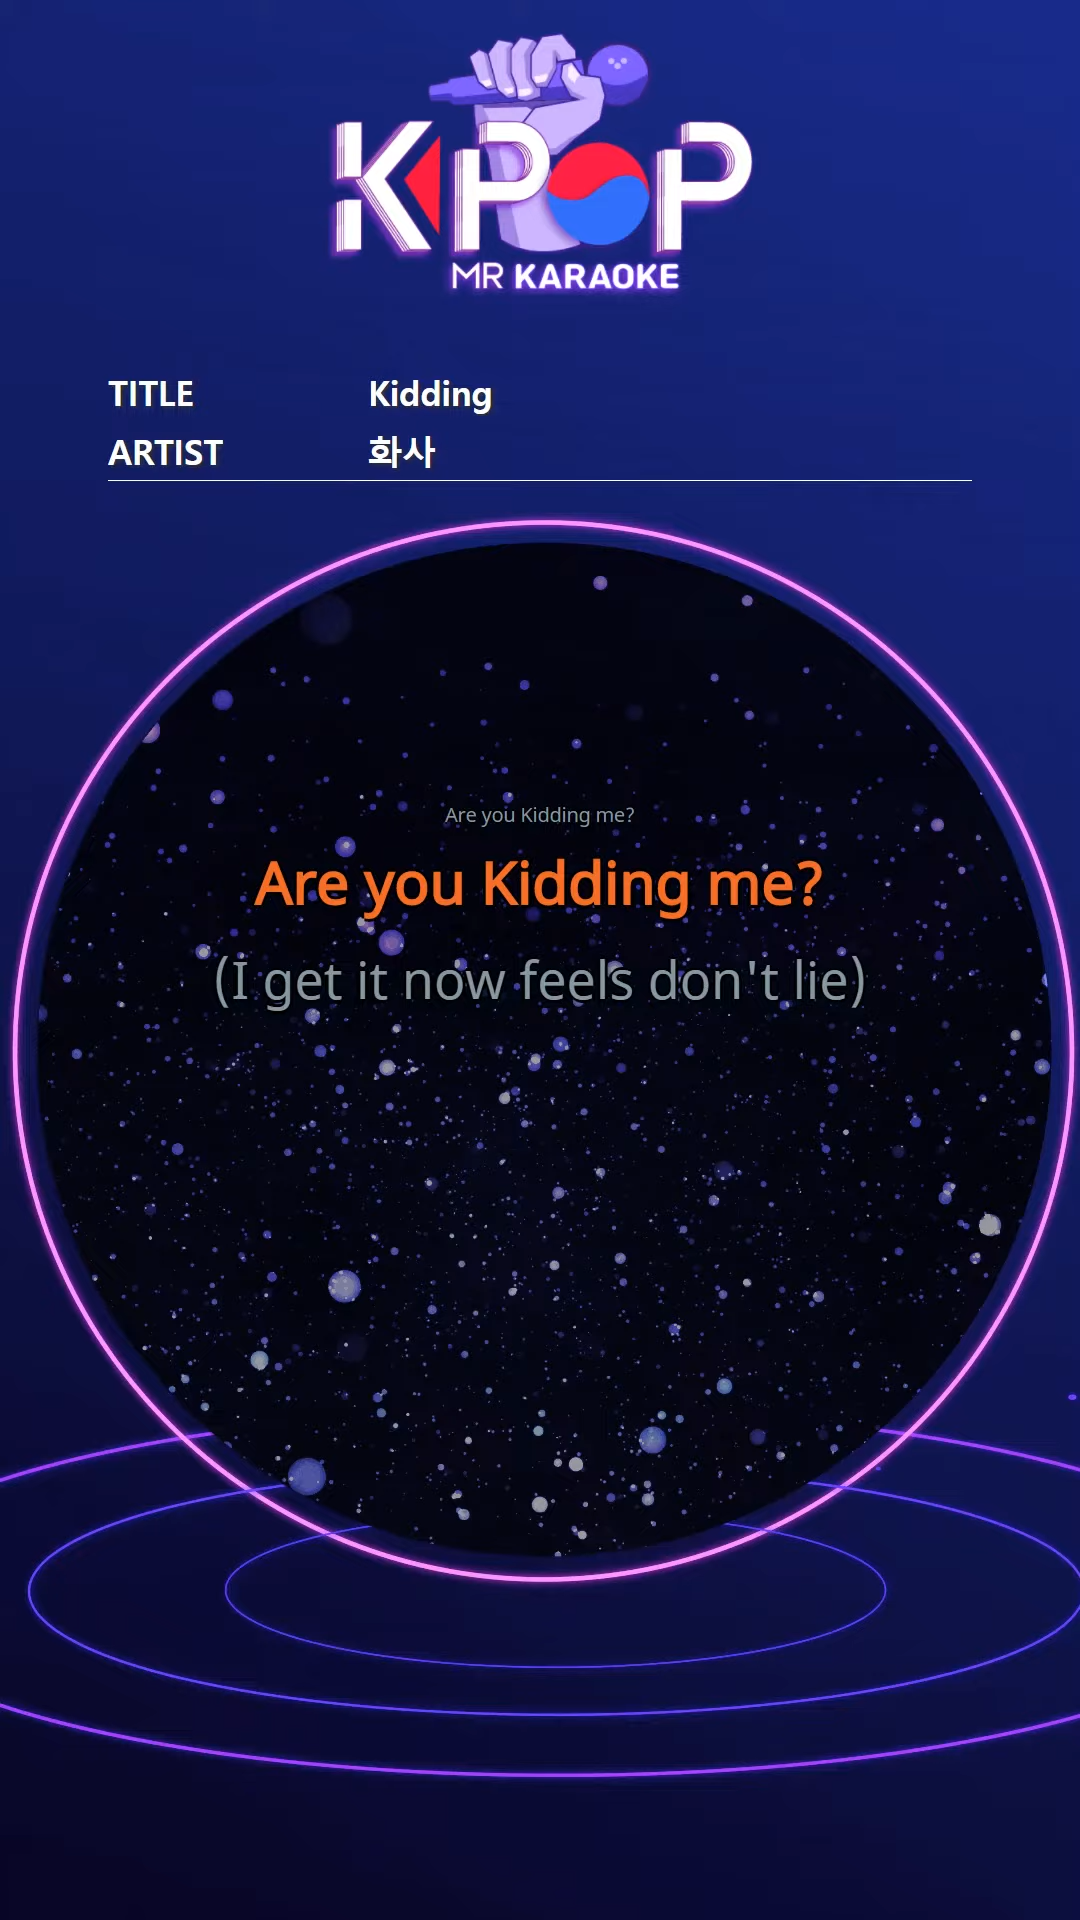 KPOP
MR KARAOKE
TITLE Kidding
ARTIST 화사
Are you Kidding me?
Are you Kidding me?
(I get it now feels don't lie)